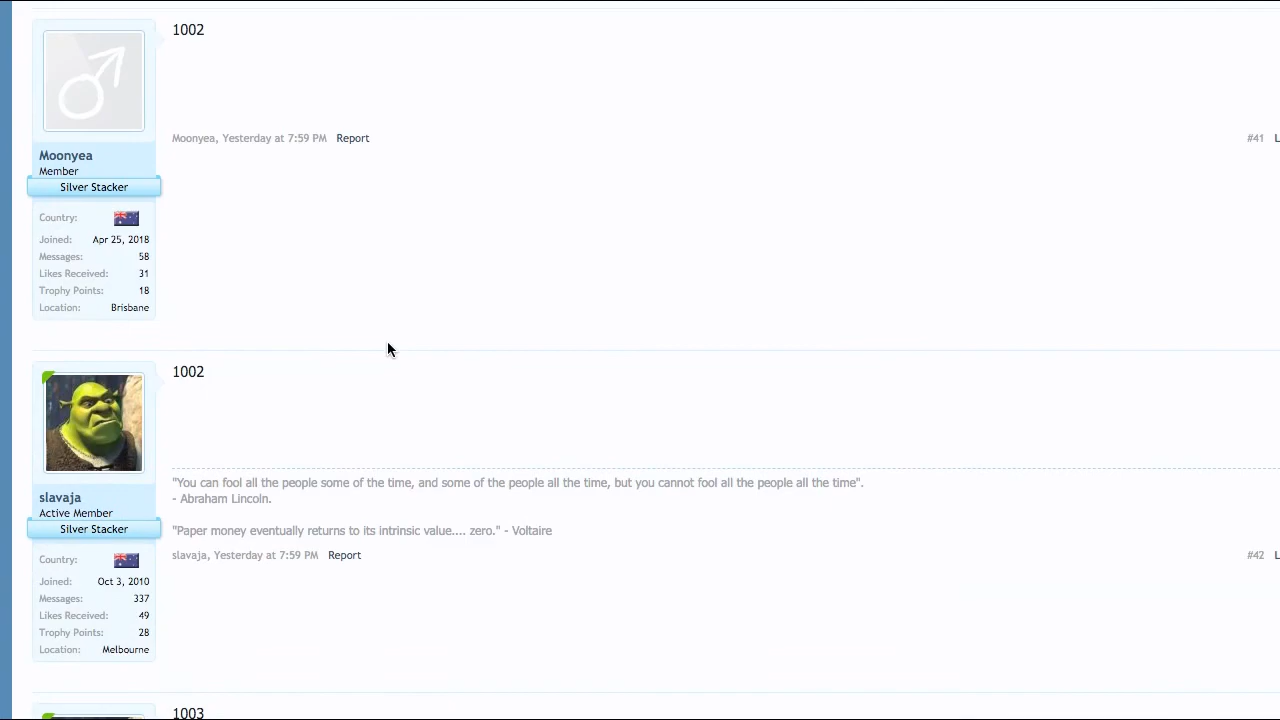 1002
Moonyea, Yesterday at 7:59 PM Report
#41 L
Moonyea
Member
Silver Stacker
Country:
Joined: Apr 25, 2018
Messages: 58
Likes Received: 31
Trophy Points: 18
Location: Brisbane
1002
"You can fool all the people some of the time, and some of the people all the time, but you cannot fool all the people all the time".
- Abraham Lincoln.
"Paper money eventually returns to its intrinsic value.... zero." - Voltaire
slavaja, Yesterday at 7:59 PM Report
#42 L
slavaja
Active Member
Silver Stacker
Country:
Joined: Oct 3, 2010
Messages: 337
Likes Received: 49
Trophy Points: 28
Location: Melbourne
1003